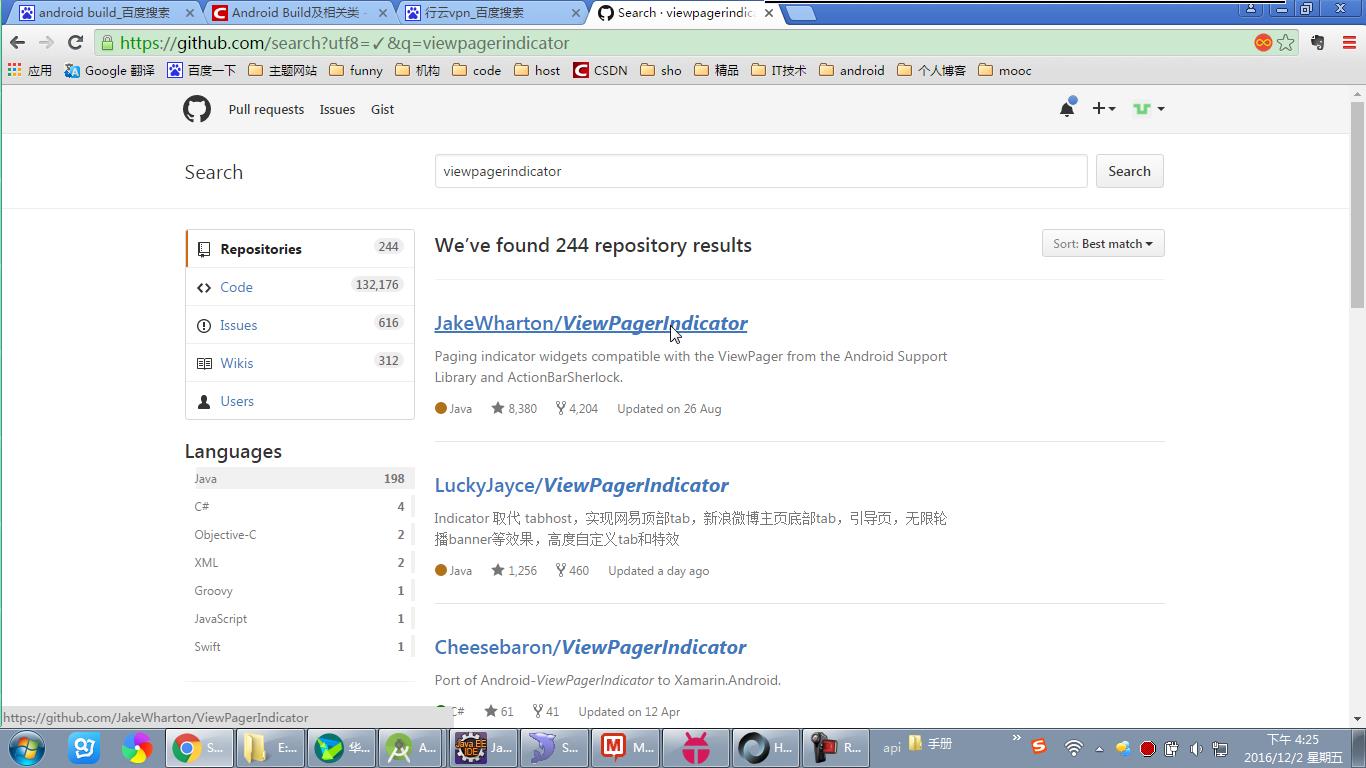 android build_百度搜索
Android Build及相关类 -
行云vpn_百度搜索
Search · viewpagerindic
https://github.com/search?utf8=✓&q=viewpagerindicator
应用
Google 翻译
百度一下
主题网站
funny
机构
code
host
CSDN
sho
精品
IT技术
android
个人博客
mooc
Pull requests
Issues
Gist
Search
viewpagerindicator
Search
Repositories 244
Code 132,176
Issues 616
Wikis 312
Users
Languages
Java 198
C# 4
Objective-C 2
XML 2
Groovy 1
JavaScript 1
Swift 1
We've found 244 repository results
Sort: Best match
JakeWharton/ViewPagerIndicator
Paging indicator widgets compatible with the ViewPager from the Android Support
Library and ActionBarSherlock.
Java 8,380 4,204 Updated on 26 Aug
LuckyJayce/ViewPagerIndicator
Indicator 取代 tabhost，实现网易顶部tab，新浪微博主页底部tab，引导页，无限轮
播banner等效果，高度自定义tab和特效
Java 1,256 460 Updated a day ago
Cheesebaron/ViewPagerIndicator
Port of Android-ViewPagerIndicator to Xamarin.Android.
C# 61 41 Updated on 12 Apr
https://github.com/JakeWharton/ViewPagerIndicator
S...
E:...
华...
A...
Java EE
IDE
Ja...
S...
M...
H...
R...
api
手册
下午 4:25
2016/12/2 星期五